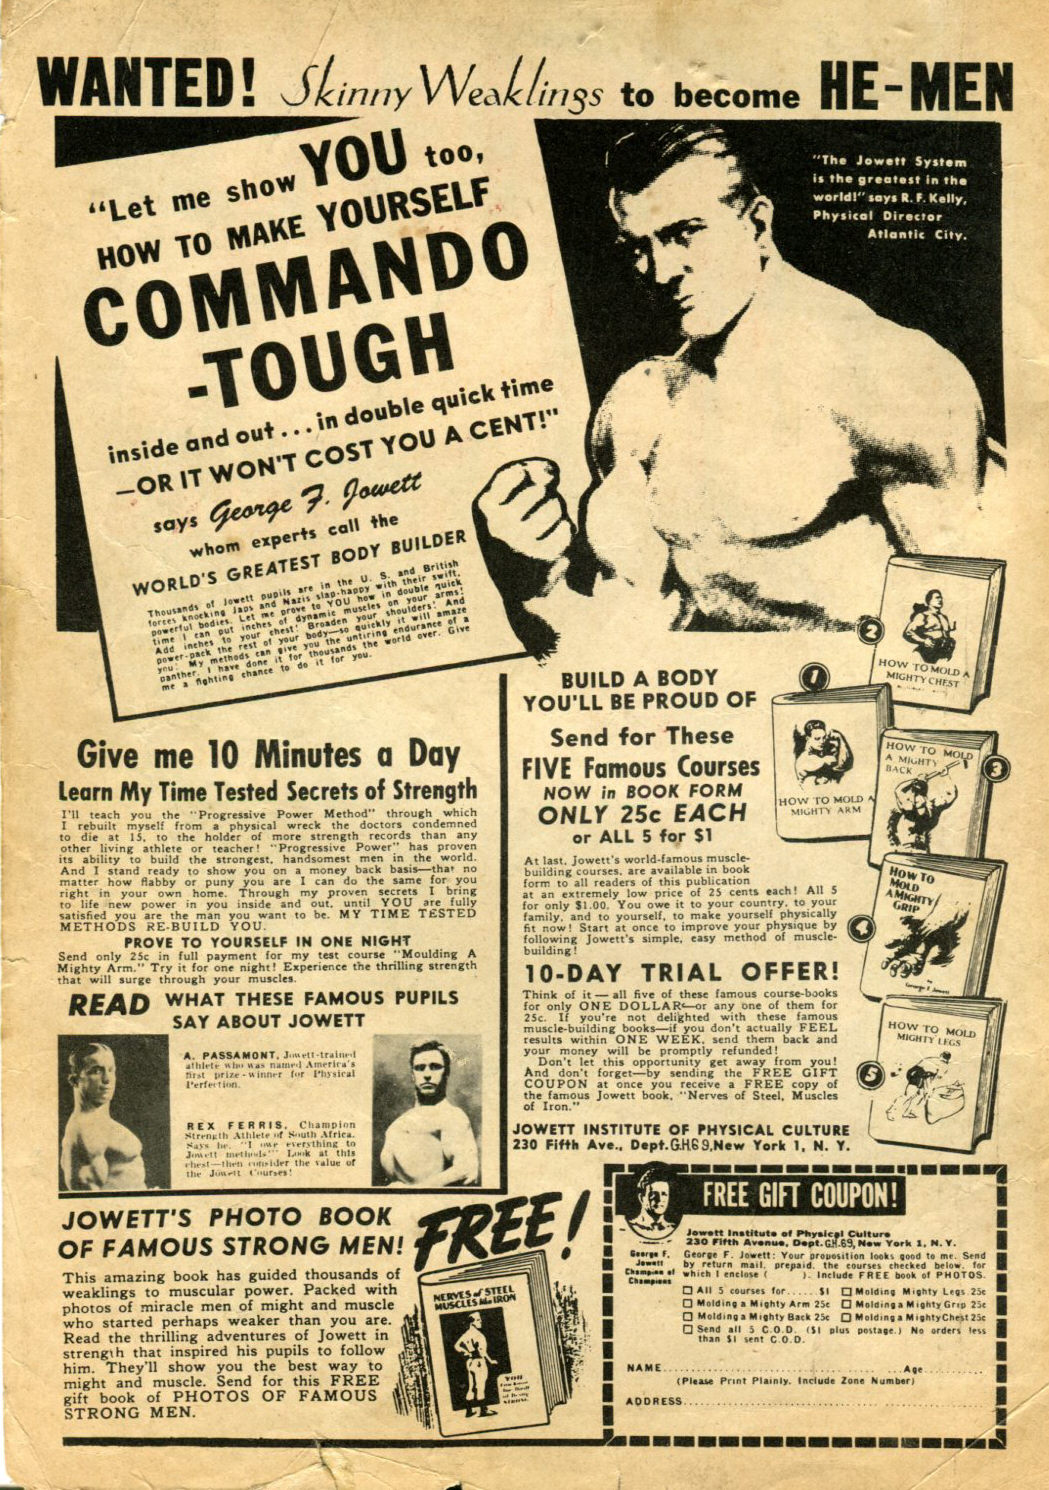 WANTED! Skinny Weaklings to become HE-MEN
"Let me show YOU too,
HOW TO MAKE YOURSELF
COMMANDO
-TOUGH
inside and out . . . in double quick time
—OR IT WON'T COST YOU A CENT!"
says George F. Jowett
whom experts call the
WORLD'S GREATEST BODY BUILDER
Thousands of Jowett pupils are in the U. S. and British
forces knocking Japs and Nazis slap-happy with their swift,
powerful bodies. Let me prove to YOU how in double quick
time I can put inches of dynamic muscles on your arms!
Add inches to your chest! Broaden your shoulders! And
power-pack the rest of your body—so quickly it will amaze
you! My methods can give you the untiring endurance of a
panther. I have done it for thousands the world over. Give
me a fighting chance to do it for you.
"The Jowett System
is the greatest in the
world!" says R. F. Kelly,
Physical Director
Atlantic City.
Give me 10 Minutes a Day
Learn My Time Tested Secrets of Strength
I'll teach you the "Progressive Power Method" through which
I rebuilt myself from a physical wreck the doctors condemned
to die at 15, to the holder of more strength records than any
other living athlete or teacher! "Progressive Power" has proven
its ability to build the strongest, handsomest men in the world.
And I stand ready to show you on a money back basis—that no
matter how flabby or puny you are I can do the same for you
right in your own home. Through my proven secrets I bring
to life new power in you inside and out, until YOU are fully
satisfied you are the man you want to be. MY TIME TESTED
METHODS RE-BUILD YOU.
PROVE TO YOURSELF IN ONE NIGHT
Send only 25c in full payment for my test course "Moulding A
Mighty Arm." Try it for one night! Experience the thrilling strength
that will surge through your muscles.
READ WHAT THESE FAMOUS PUPILS
SAY ABOUT JOWETT
A. PASSAMONT, Jowett-trained
athlete who was named America's
first prize-winner for Physical
Perfection.
REX FERRIS, Champion
Strength Athlete of South Africa.
Says he, "I owe everything to
Jowett methods!" Look at this
chest—then consider the value of
the Jowett Courses!
BUILD A BODY
YOU'LL BE PROUD OF
Send for These
FIVE Famous Courses
NOW in BOOK FORM
ONLY 25c EACH
or ALL 5 for $1
At last, Jowett's world-famous muscle-
building courses, are available in book
form to all readers of this publication
at an extremely low price of 25 cents each! All 5
for only $1.00. You owe it to your country, to your
family, and to yourself, to make yourself physically
fit now! Start at once to improve your physique by
following Jowett's simple, easy method of muscle-
building!
10-DAY TRIAL OFFER!
Think of it — all five of these famous course-books
for only ONE DOLLAR—or any one of them for
25c. If you're not delighted with these famous
muscle-building books—if you don't actually FEEL
results within ONE WEEK, send them back and
your money will be promptly refunded!
Don't let this opportunity get away from you!
And don't forget—by sending the FREE GIFT
COUPON at once you receive a FREE copy of
the famous Jowett book, "Nerves of Steel, Muscles
of Iron."
JOWETT INSTITUTE OF PHYSICAL CULTURE
230 Fifth Ave., Dept. G.H.69, New York 1, N. Y.
2
HOW TO MOLD A
MIGHTY CHEST
1
HOW TO MOLD A
MIGHTY ARM
3
HOW TO MOLD
A MIGHTY
BACK
4
HOW TO
MOLD
A MIGHTY
GRIP
by
George F. Jowett
5
HOW TO MOLD
MIGHTY LEGS
JOWETT'S PHOTO BOOK
OF FAMOUS STRONG MEN!
FREE!
This amazing book has guided thousands of
weaklings to muscular power. Packed with
photos of miracle men of might and muscle
who started perhaps weaker than you are.
Read the thrilling adventures of Jowett in
strength that inspired his pupils to follow
him. They'll show you the best way to
might and muscle. Send for this FREE
gift book of PHOTOS OF FAMOUS
STRONG MEN.
NERVES of STEEL
MUSCLES like IRON
YOU
STRONG
FREE GIFT COUPON!
George F.
Jowett
Champion of
Champions
Jowett Institute of Physical Culture
230 Fifth Avenue, Dept. G.H.69, New York 1, N. Y.
George F. Jowett: Your proposition looks good to me. Send
by return mail, prepaid, the courses checked below, for
which I enclose ( ). Include FREE book of PHOTOS.
All 5 courses for......$1 Molding Mighty Legs 25c
Molding a Mighty Arm 25c Molding a Mighty Grip 25c
Molding a Mighty Back 25c Molding a Mighty Chest 25c
Send all 5 C.O.D. ($1 plus postage.) No orders less
than $1 sent C.O.D.
NAME................................................Age............
(Please Print Plainly. Include Zone Number)
ADDRESS............................................................